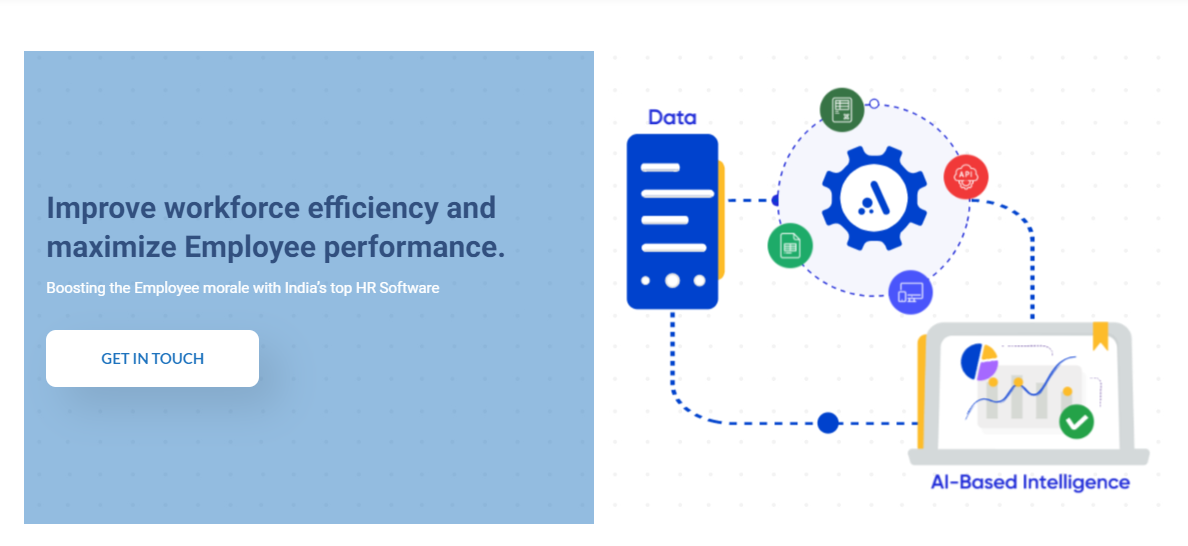 Improve workforce efficiency and
maximize Employee performance.
Boosting the Employee morale with India's top HR Software
GET IN TOUCH
Data
API
AI-Based Intelligence